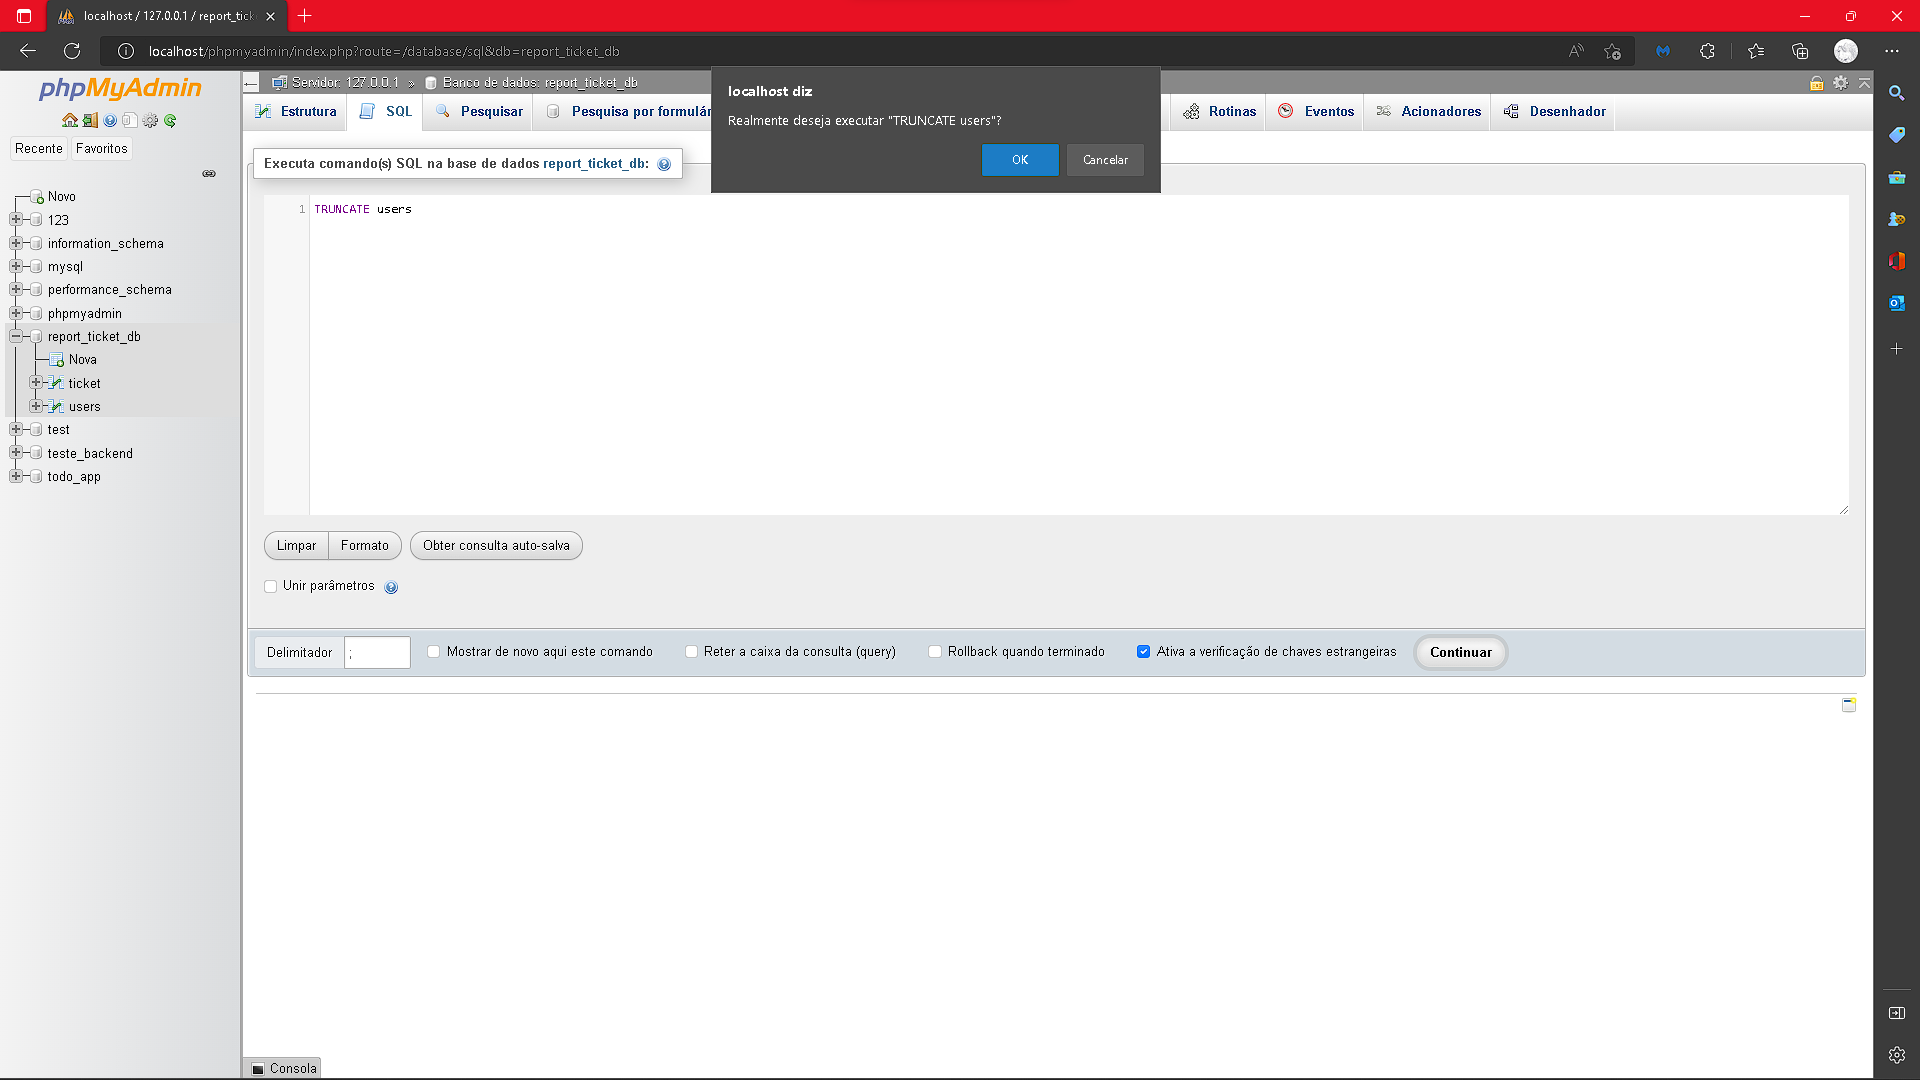 localhost / 127.0.0.1 / report_tick
localhost/phpmyadmin/index.php?route=/database/sql&db=report_ticket_db
phpMyAdmin
Recente
Favoritos
Novo
123
information_schema
mysql
performance_schema
phpmyadmin
report_ticket_db
Nova
ticket
users
test
teste_backend
todo_app
Servidor: 127.0.0.1 » Banco de dados: report_ticket_db
Estrutura
SQL
Pesquisar
Pesquisa por formulár
Rotinas
Eventos
Acionadores
Desenhador
localhost diz
Realmente deseja executar "TRUNCATE users"?
OK
Cancelar
Executa comando(s) SQL na base de dados report_ticket_db:
1 TRUNCATE users
Limpar
Formato
Obter consulta auto-salva
Unir parâmetros
Delimitador
;
Mostrar de novo aqui este comando
Reter a caixa da consulta (query)
Rollback quando terminado
Ativa a verificação de chaves estrangeiras
Continuar
Consola